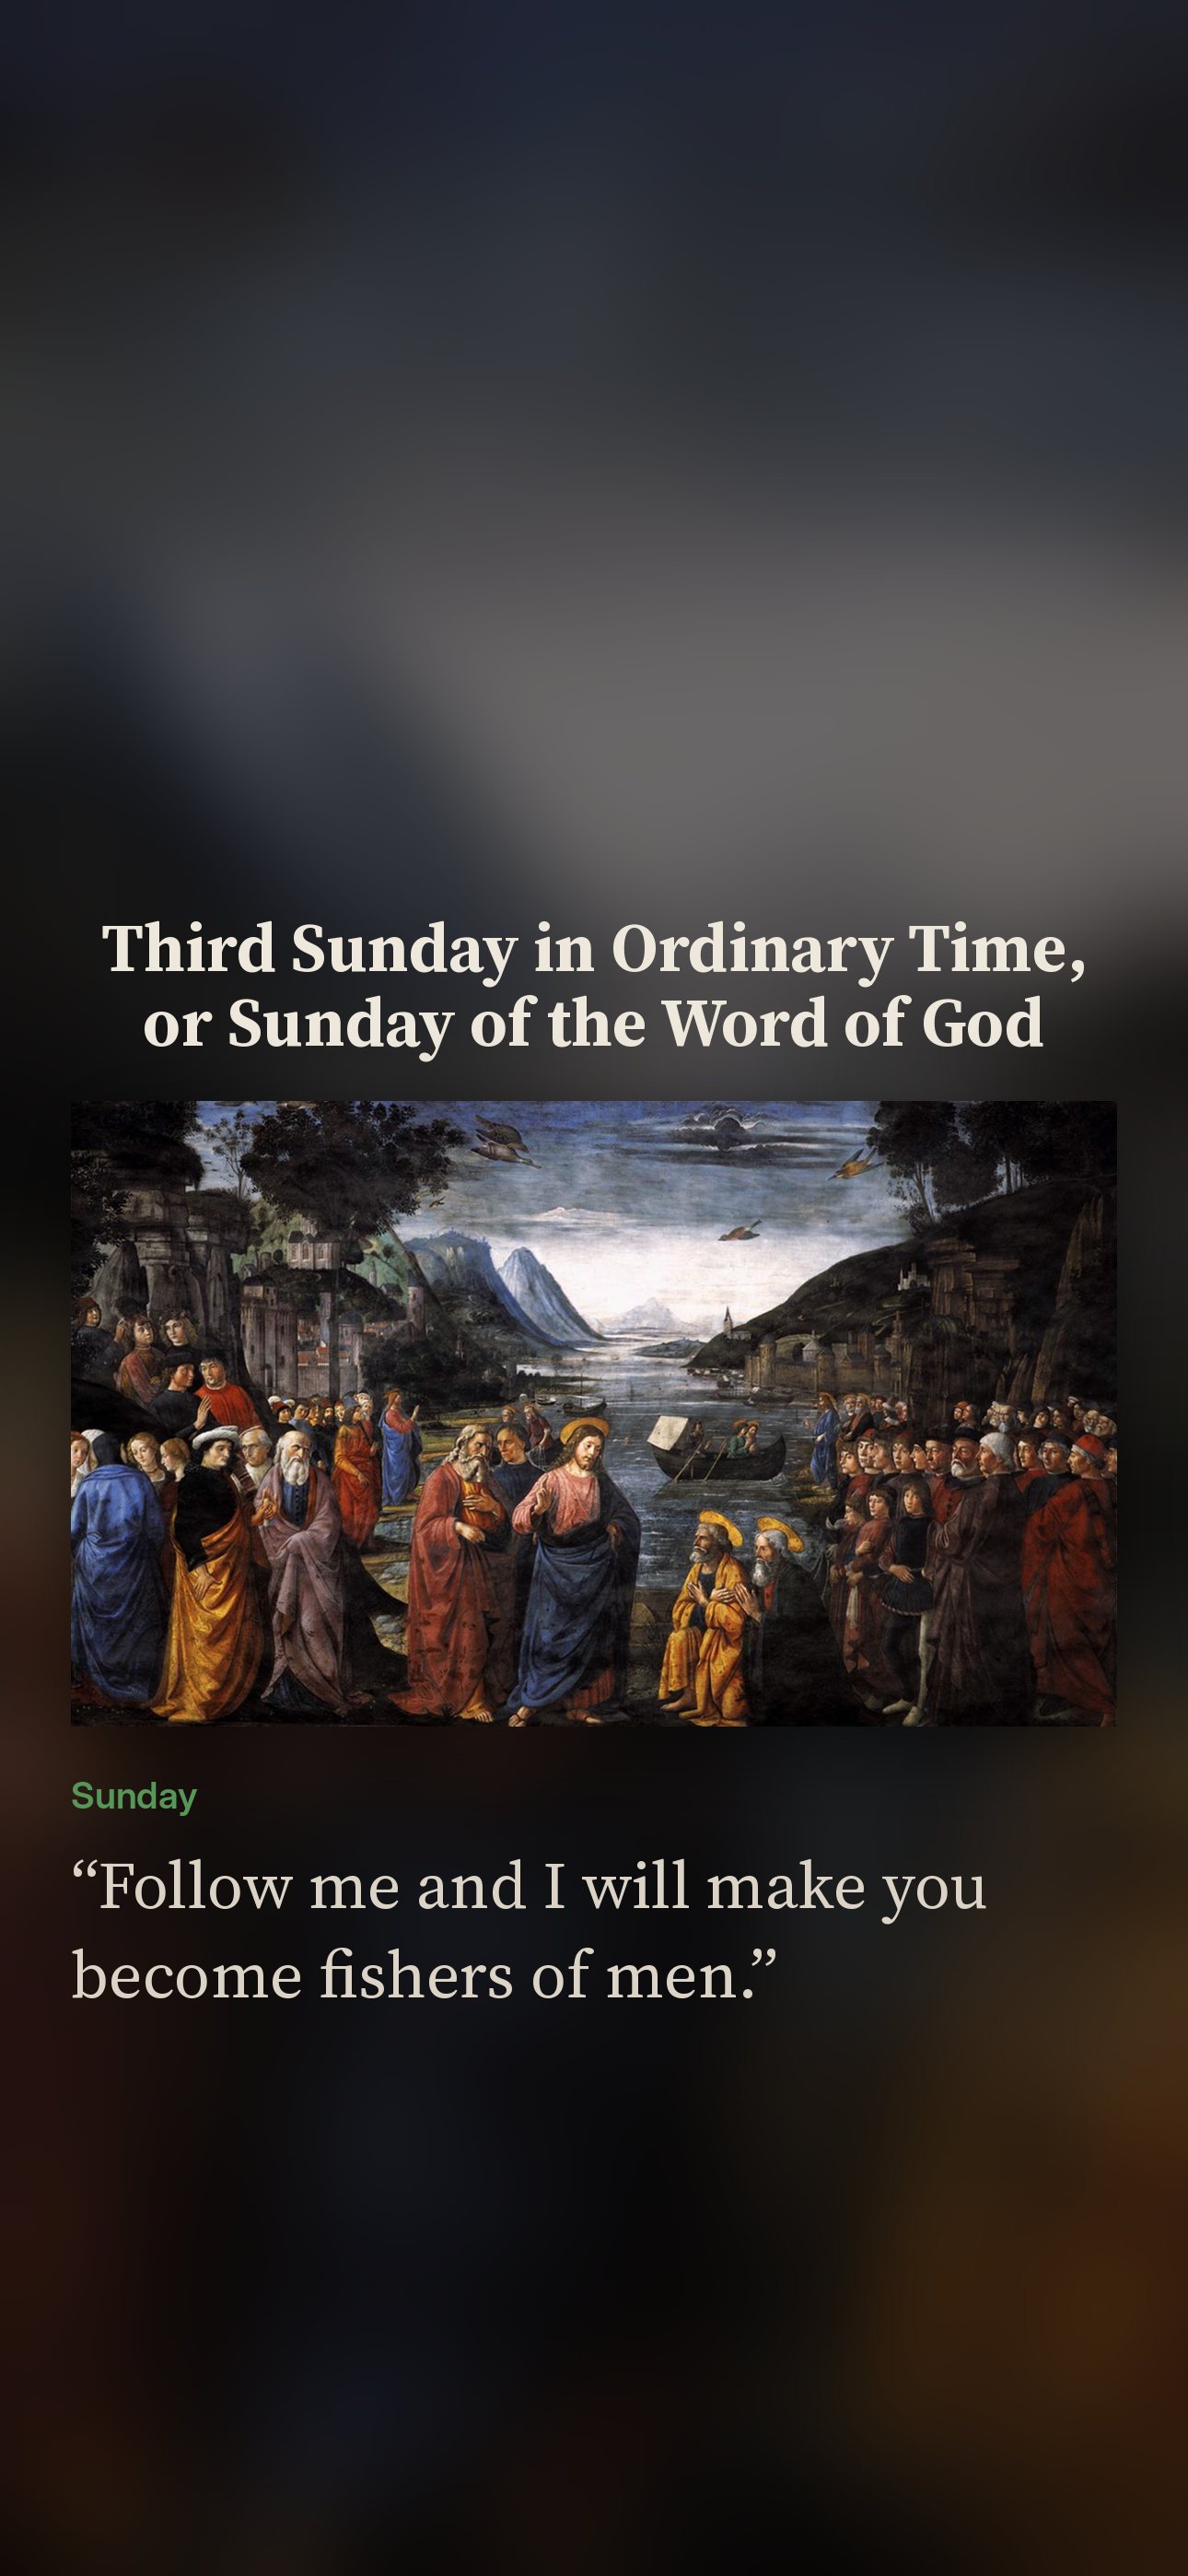 Third Sunday in Ordinary Time,
or Sunday of the Word of God
Sunday
“Follow me and I will make you
become fishers of men.”